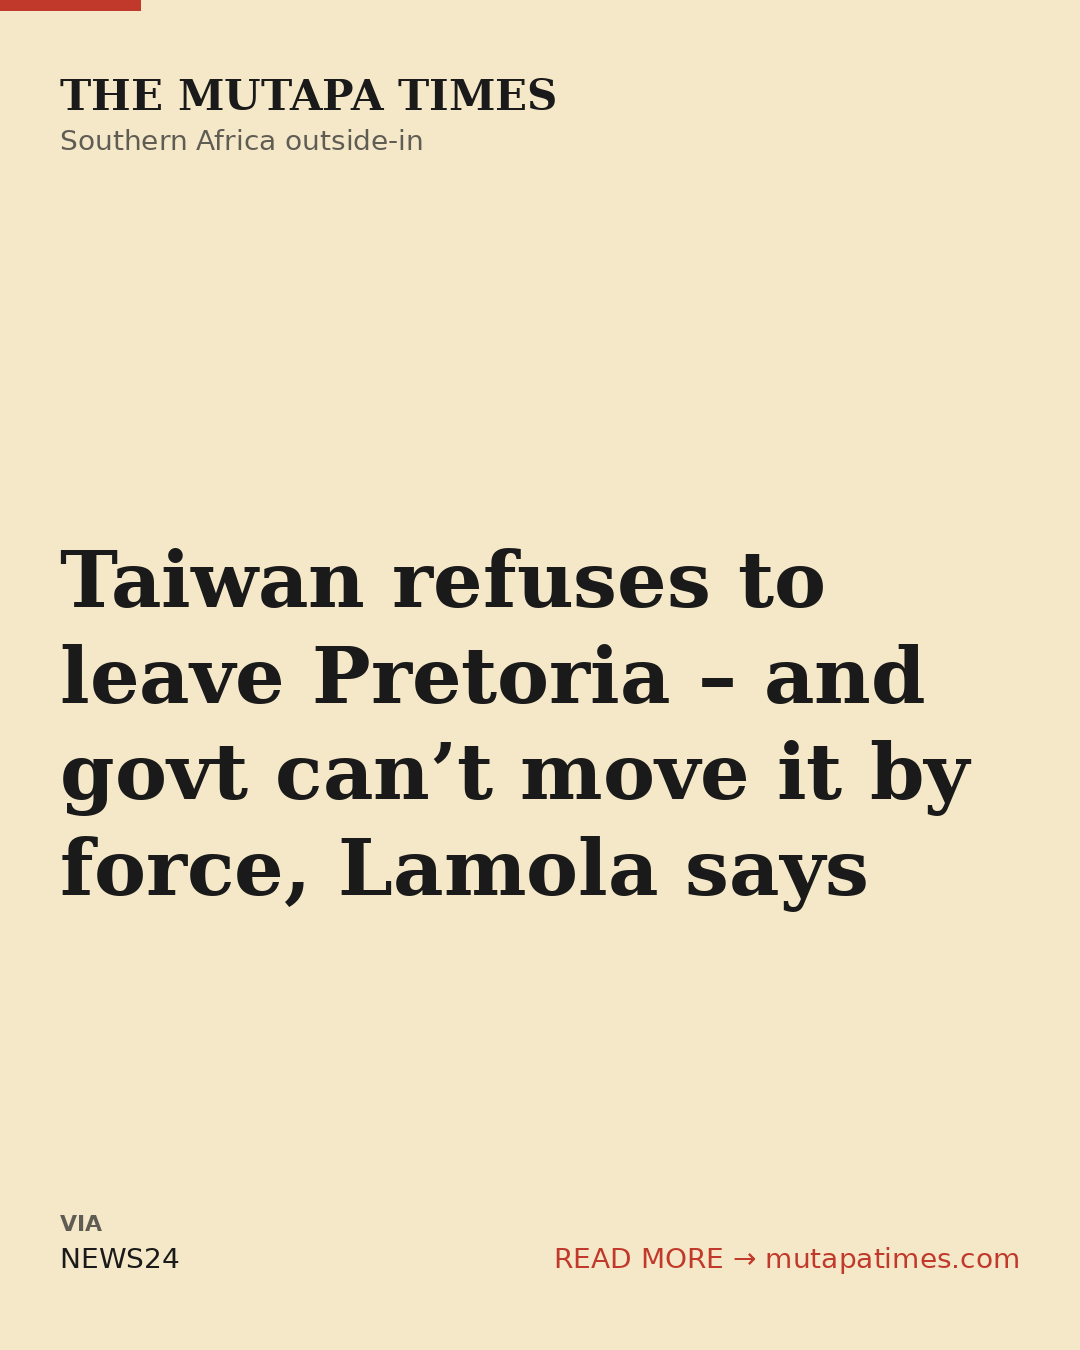 THE MUTAPA TIMES
Southern Africa outside-in
Taiwan refuses to
leave Pretoria – and
govt can’t move it by
force, Lamola says
VIA
NEWS24
READ MORE → mutapatimes.com